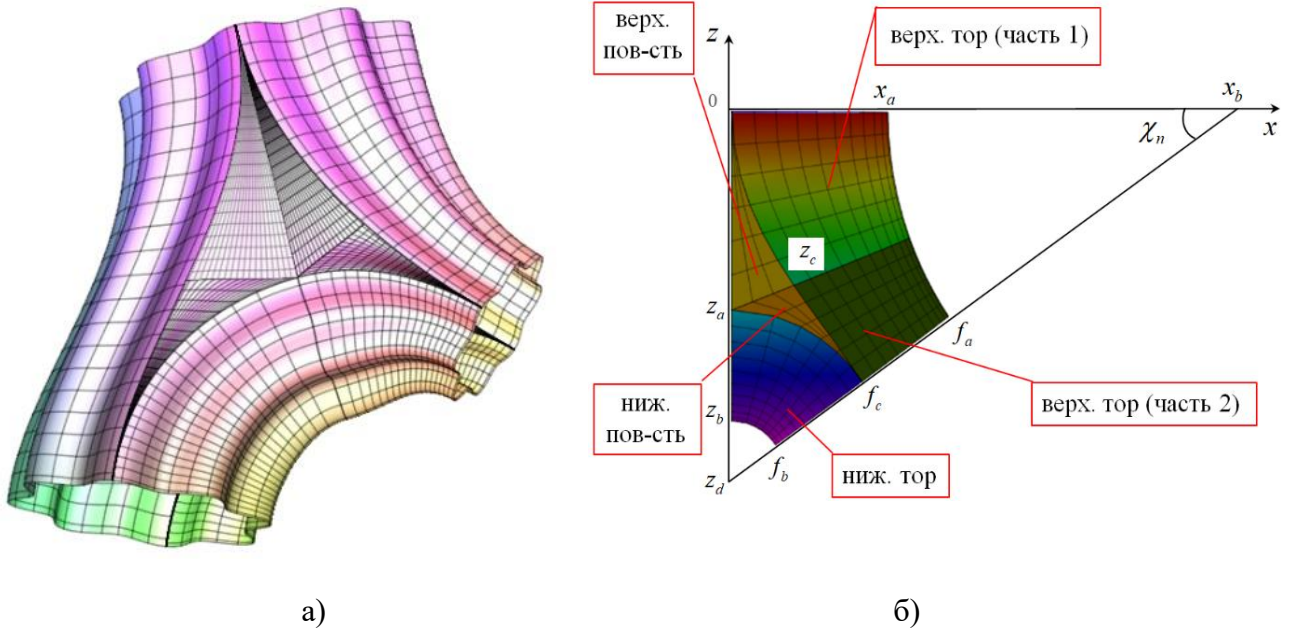 верх.
пов-сть
z
верх. тор (часть 1)
0
x_a
x_b
χ_n
x
z_c
z_a
f_a
ниж.
пов-сть
z_b
f_c
верх. тор (часть 2)
z_d
f_b
ниж. тор
а)
б)